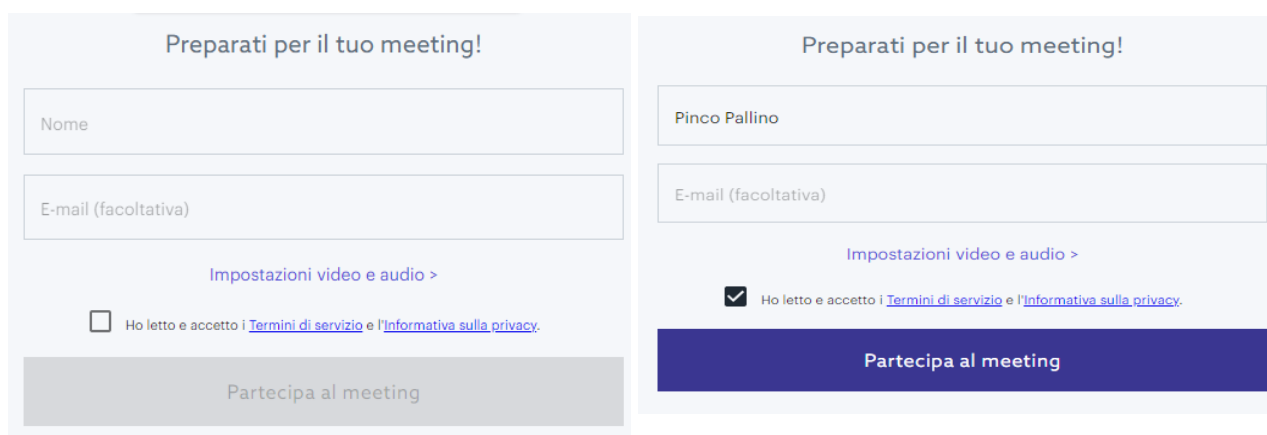 Preparati per il tuo meeting!
Nome
E-mail (facoltativa)
Impostazioni video e audio >
Ho letto e accetto i Termini di servizio e l'Informativa sulla privacy.
Partecipa al meeting
Preparati per il tuo meeting!
Pinco Pallino
E-mail (facoltativa)
Impostazioni video e audio >
Ho letto e accetto i Termini di servizio e l'Informativa sulla privacy.
Partecipa al meeting